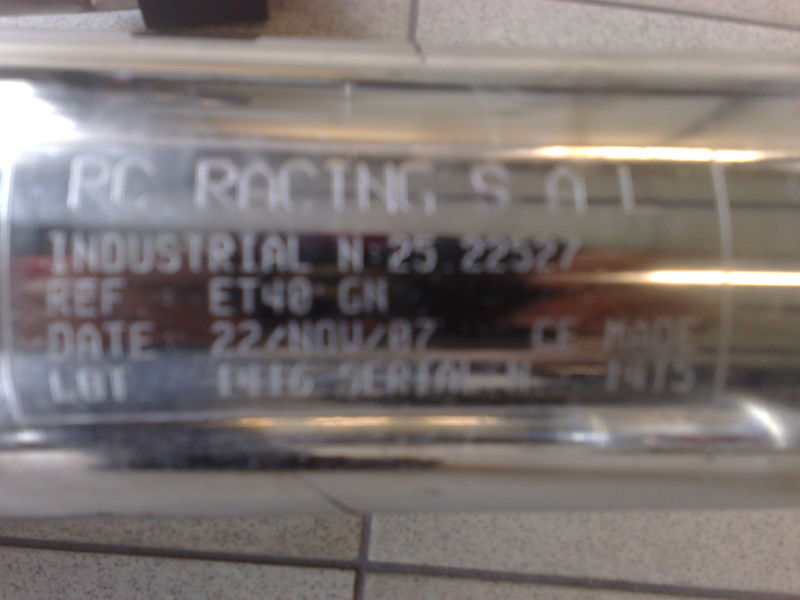 RC RACING S A L
INDUSTRIAL N 25 22527
REF : ET40 GN
DATE : 22/NOV/07 CE MADE
LOT 1416 SERIAL N. 1415